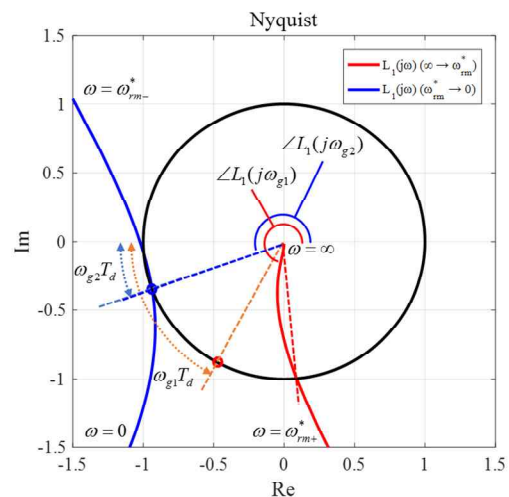 Nyquist
L₁(jω) (∞ → ω*rm)
L₁(jω) (ω*rm → 0)
ω = ω*rm−
∠L₁(jωg2)
∠L₁(jωg1)
ω = ∞
ωg2Td
ωg1Td
ω = 0
ω = ω*rm+
Im
1.5
1
0.5
0
-0.5
-1
-1.5
-1.5 -1 -0.5 0 0.5 1 1.5
Re